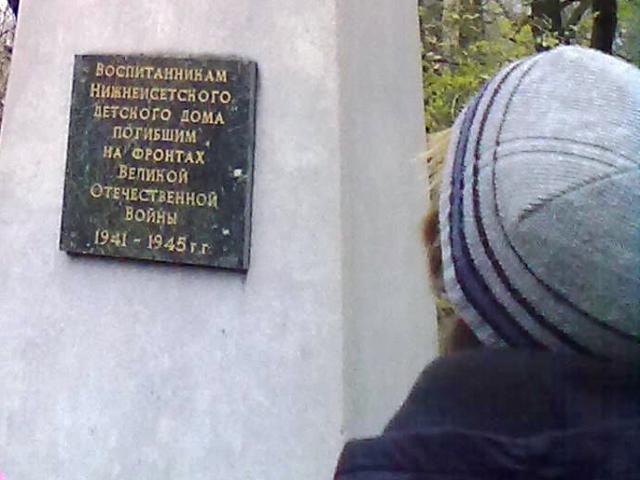 ВОСПИТАННИКАМ
НИЖНЕИСЕТСКОГО
ДЕТСКОГО ДОМА
ПОГИБШИМ
НА ФРОНТАХ
ВЕЛИКОЙ
ОТЕЧЕСТВЕННОЙ
ВОЙНЫ
1941 - 1945 г.г.